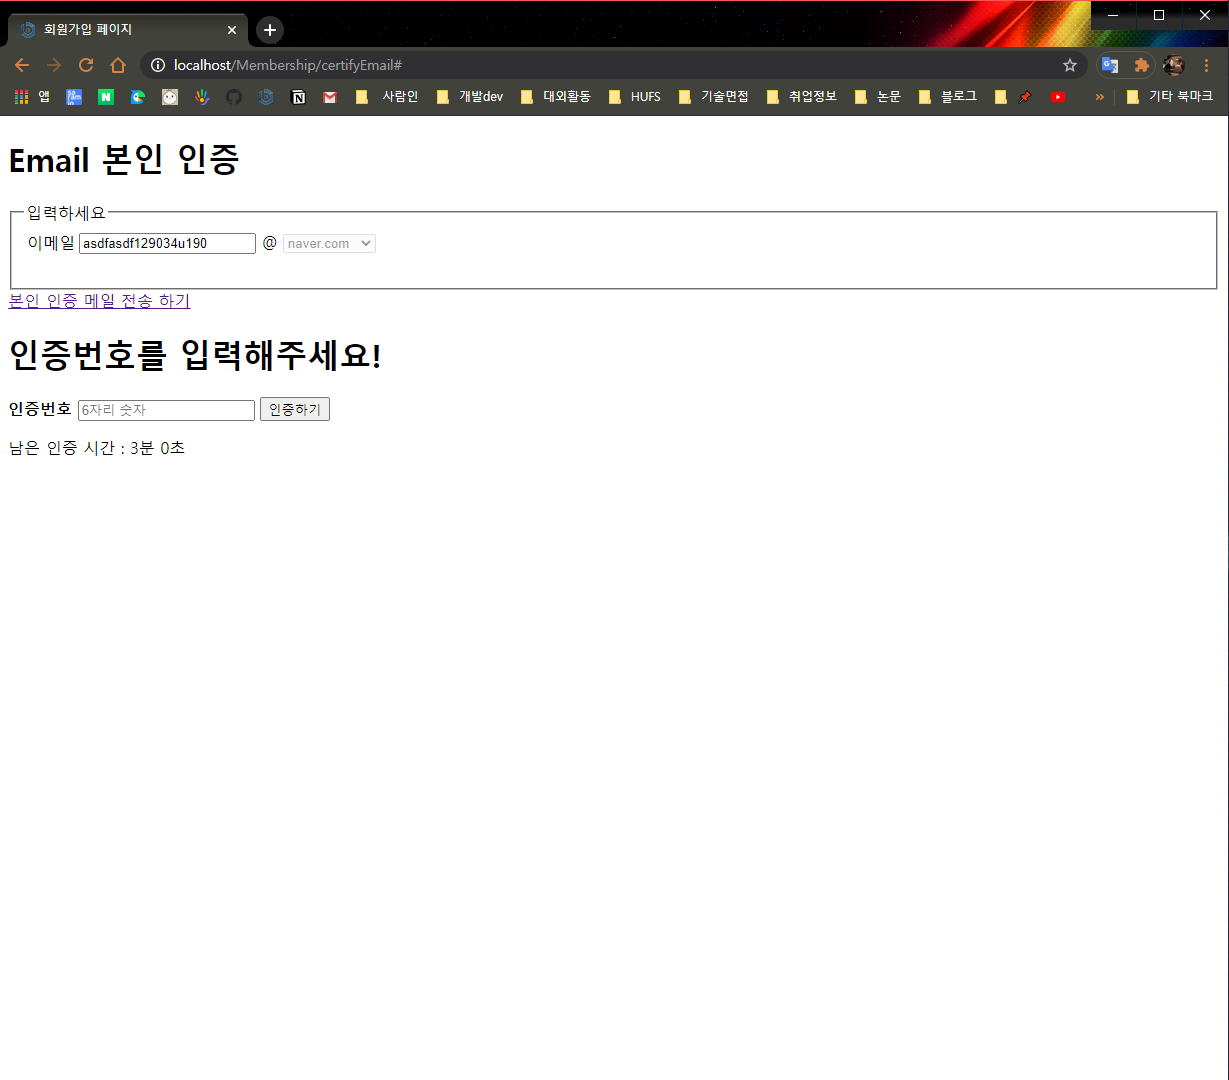 회원가입 페이지
localhost/Membership/certifyEmail#
앱 사람인 개발dev 대외활동 HUFS 기술면접 취업정보 논문 블로그 » 기타 북마크
Email 본인 인증
입력하세요
이메일 asdfasdf129034u190 @ naver.com
본인 인증 메일 전송 하기
인증번호를 입력해주세요!
인증번호 6자리 숫자 인증하기
남은 인증 시간 : 3분 0초